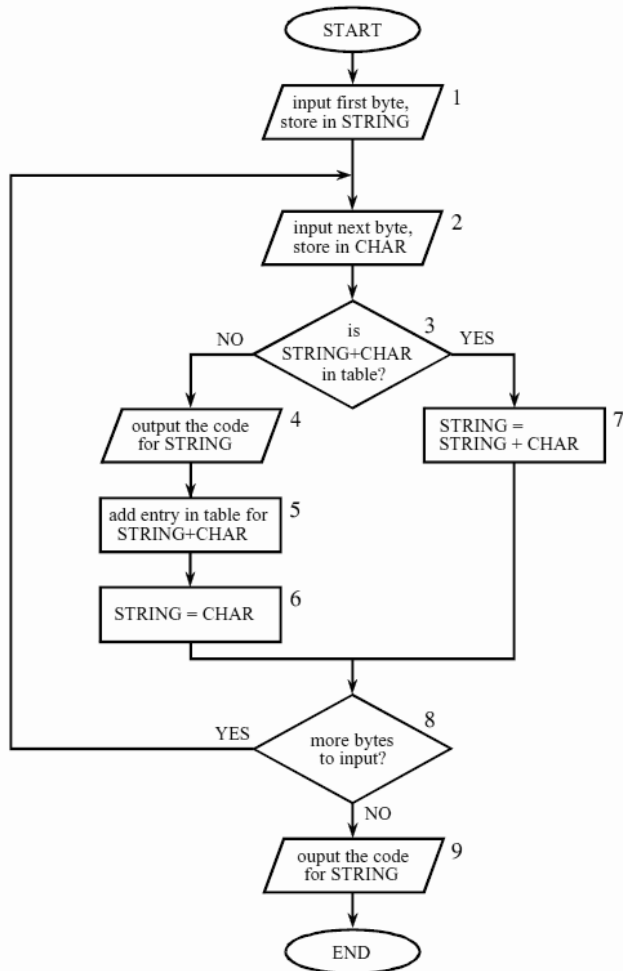 START
1
input first byte,
store in STRING
2
input next byte,
store in CHAR
3
is
STRING+CHAR
in table?
NO
YES
4
output the code
for STRING
7
STRING =
STRING + CHAR
5
add entry in table for
STRING+CHAR
6
STRING = CHAR
8
more bytes
to input?
YES
NO
9
ouput the code
for STRING
END